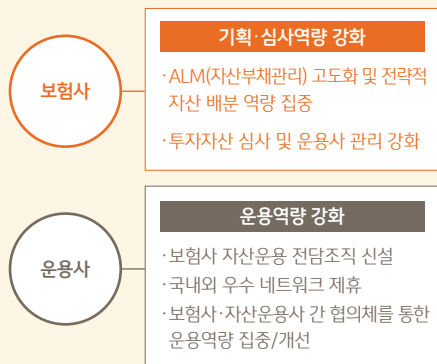 보험사
기획·심사역량 강화
·ALM(자산부채관리) 고도화 및 전략적
자산 배분 역량 집중
·투자자산 심사 및 운용사 관리 강화
운용사
운용역량 강화
·보험사 자산운용 전담조직 신설
·국내외 우수 네트워크 제휴
·보험사·자산운용사 간 협의체를 통한
운용역량 집중/개선